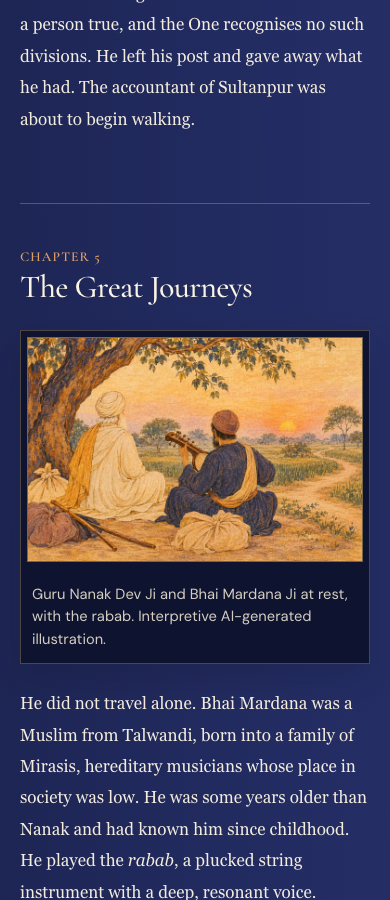 a person true, and the One recognises no such
divisions. He left his post and gave away what
he had. The accountant of Sultanpur was
about to begin walking.
CHAPTER 5
The Great Journeys
Guru Nanak Dev Ji and Bhai Mardana Ji at rest,
with the rabab. Interpretive AI-generated
illustration.
He did not travel alone. Bhai Mardana was a
Muslim from Talwandi, born into a family of
Mirasis, hereditary musicians whose place in
society was low. He was some years older than
Nanak and had known him since childhood.
He played the rabab, a plucked string
instrument with a deep, resonant voice.